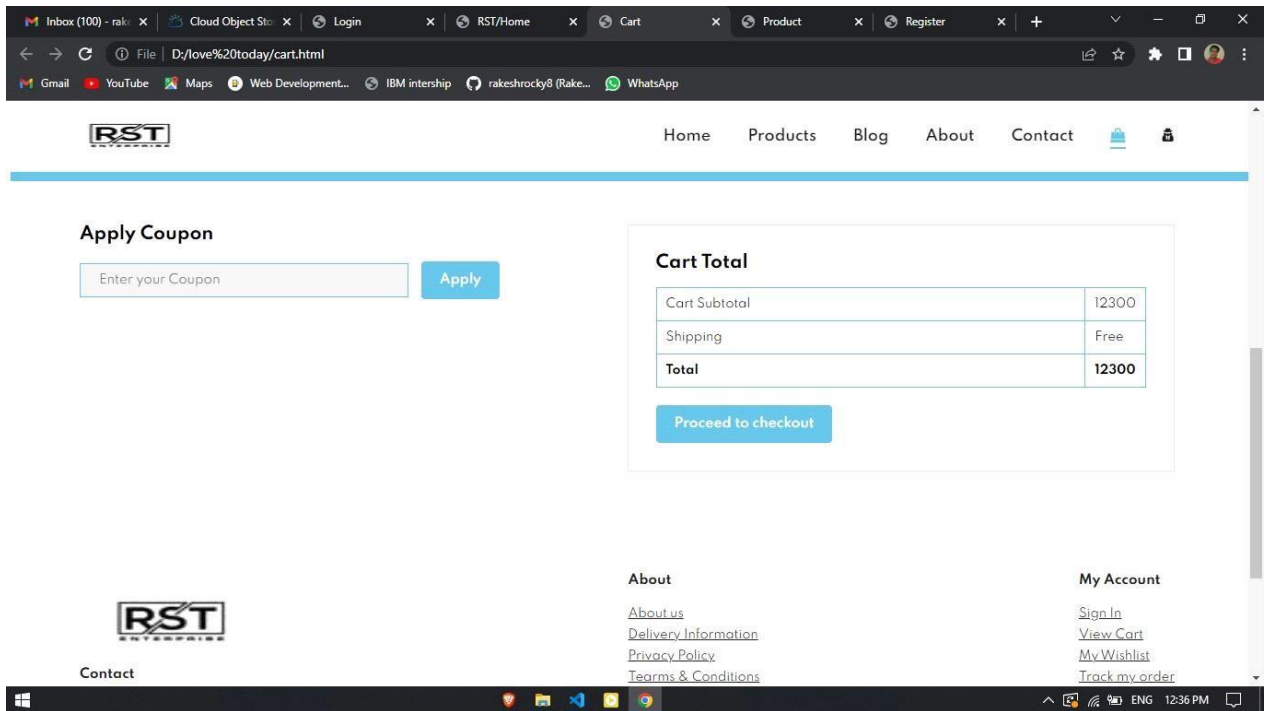 Inbox (100) - rak
Cloud Object Sto
Login
RST/Home
Cart
Product
Register
File
D:/love%20today/cart.html
Gmail
YouTube
Maps
Web Development...
IBM intership
rakeshrocky8 (Rake...
WhatsApp
RST
ENTERPRISE
Home
Products
Blog
About
Contact
Apply Coupon
Enter your Coupon
Apply
Cart Total
Cart Subtotal 12300
Shipping Free
Total 12300
Proceed to checkout
RST
ENTERPRISE
Contact
About
About us
Delivery Information
Privacy Policy
Tearms & Conditions
My Account
Sign In
View Cart
My Wishlist
Track my order
ENG 12:36 PM